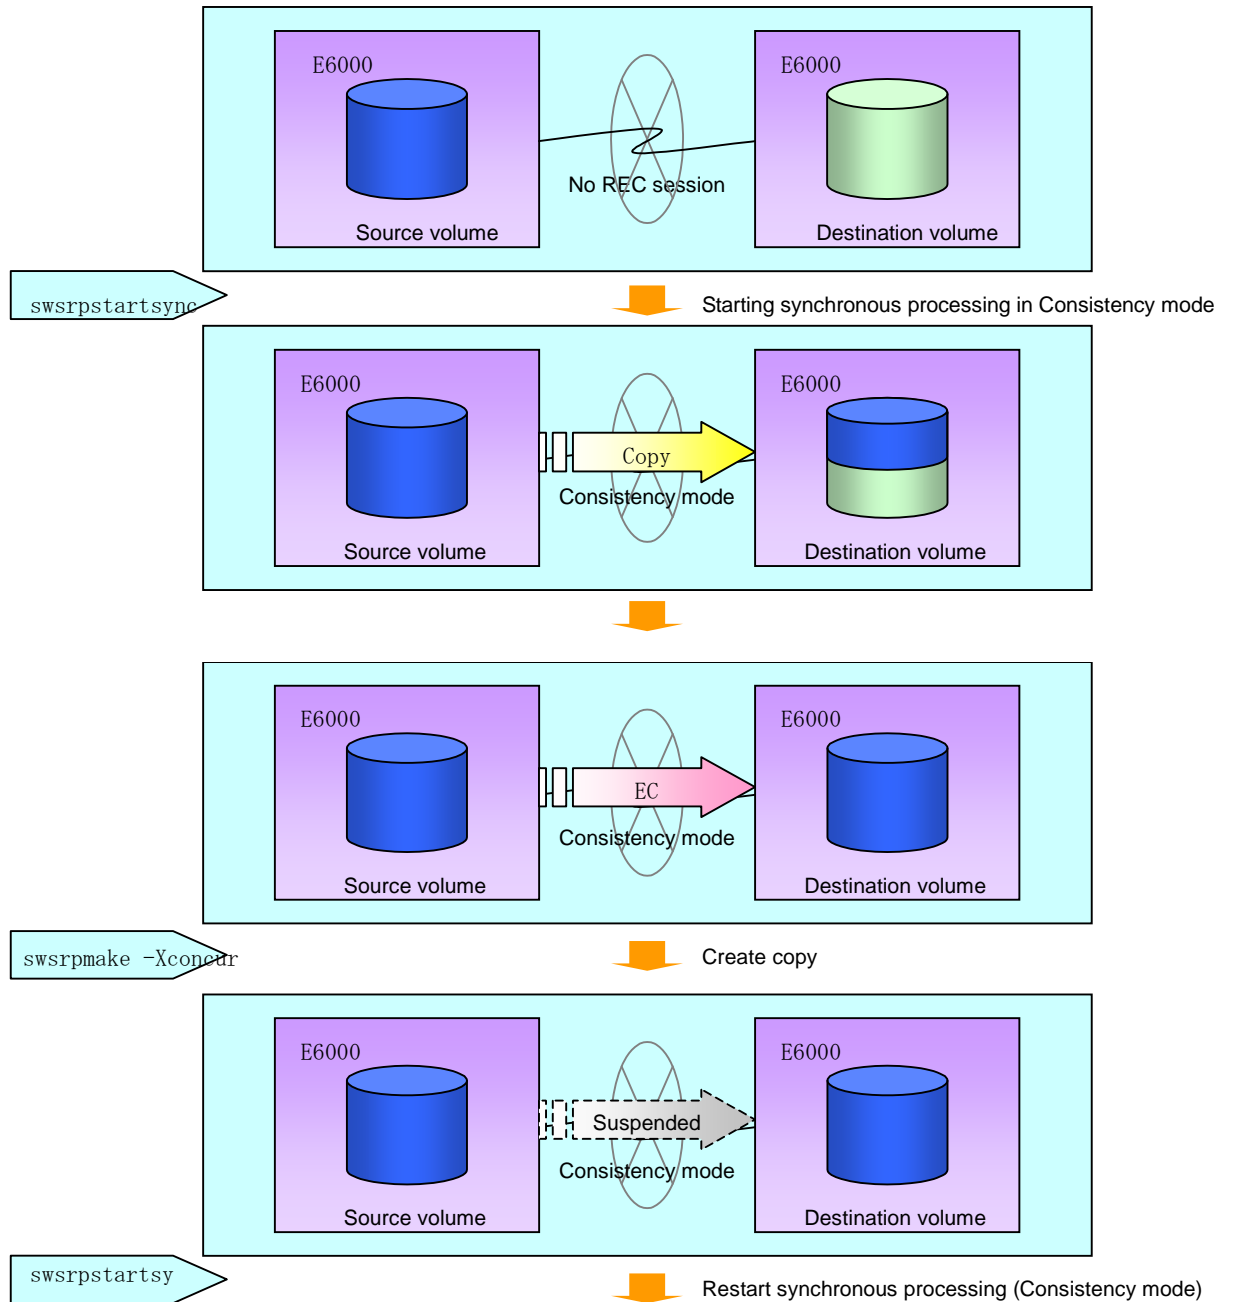 E6000
E6000
No REC session
Source volume
Destination volume
swsrpstartsync
Starting synchronous processing in Consistency mode
E6000
E6000
Copy
Consistency mode
Source volume
Destination volume
E6000
E6000
EC
Consistency mode
Source volume
Destination volume
swsrpmake -Xconcur
Create copy
E6000
E6000
Suspended
Consistency mode
Source volume
Destination volume
swsrpstartsy
Restart synchronous processing (Consistency mode)